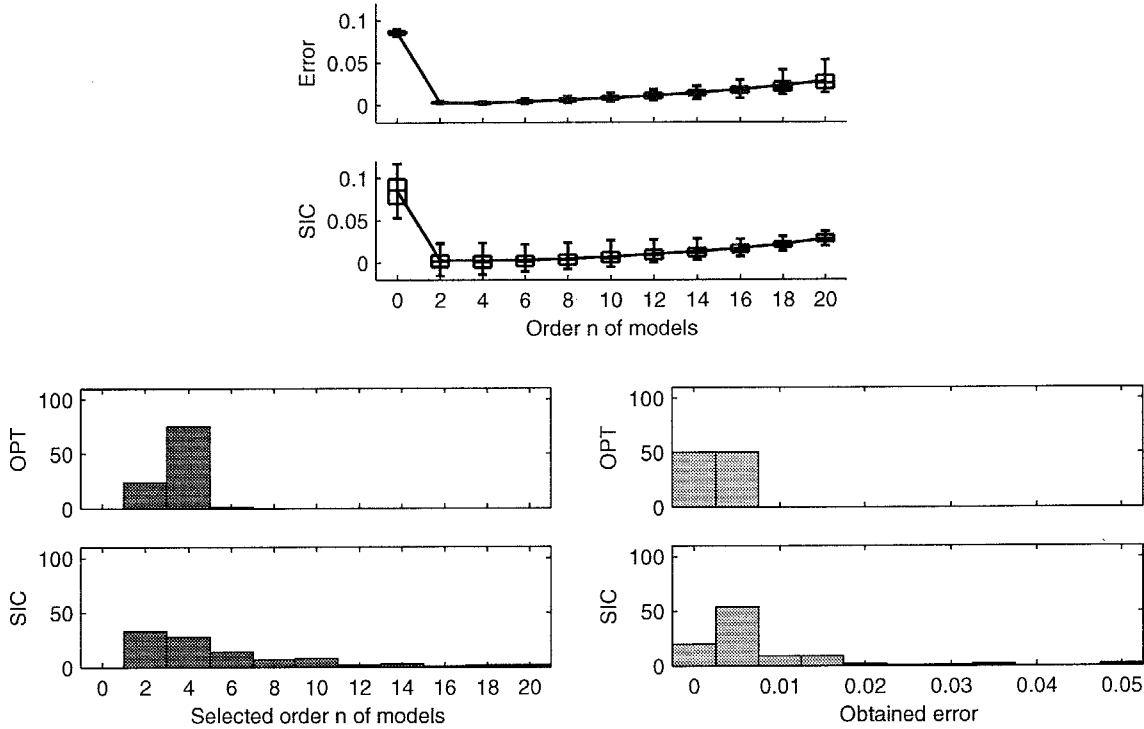 Error
0.1
0.05
0
SIC
0.1
0.05
0
0 2 4 6 8 10 12 14 16 18 20
Order n of models
OPT
100
50
0
OPT
100
50
0
SIC
100
50
0
0 2 4 6 8 10 12 14 16 18 20
Selected order n of models
SIC
100
50
0
0 0.01 0.02 0.03 0.04 0.05
Obtained error